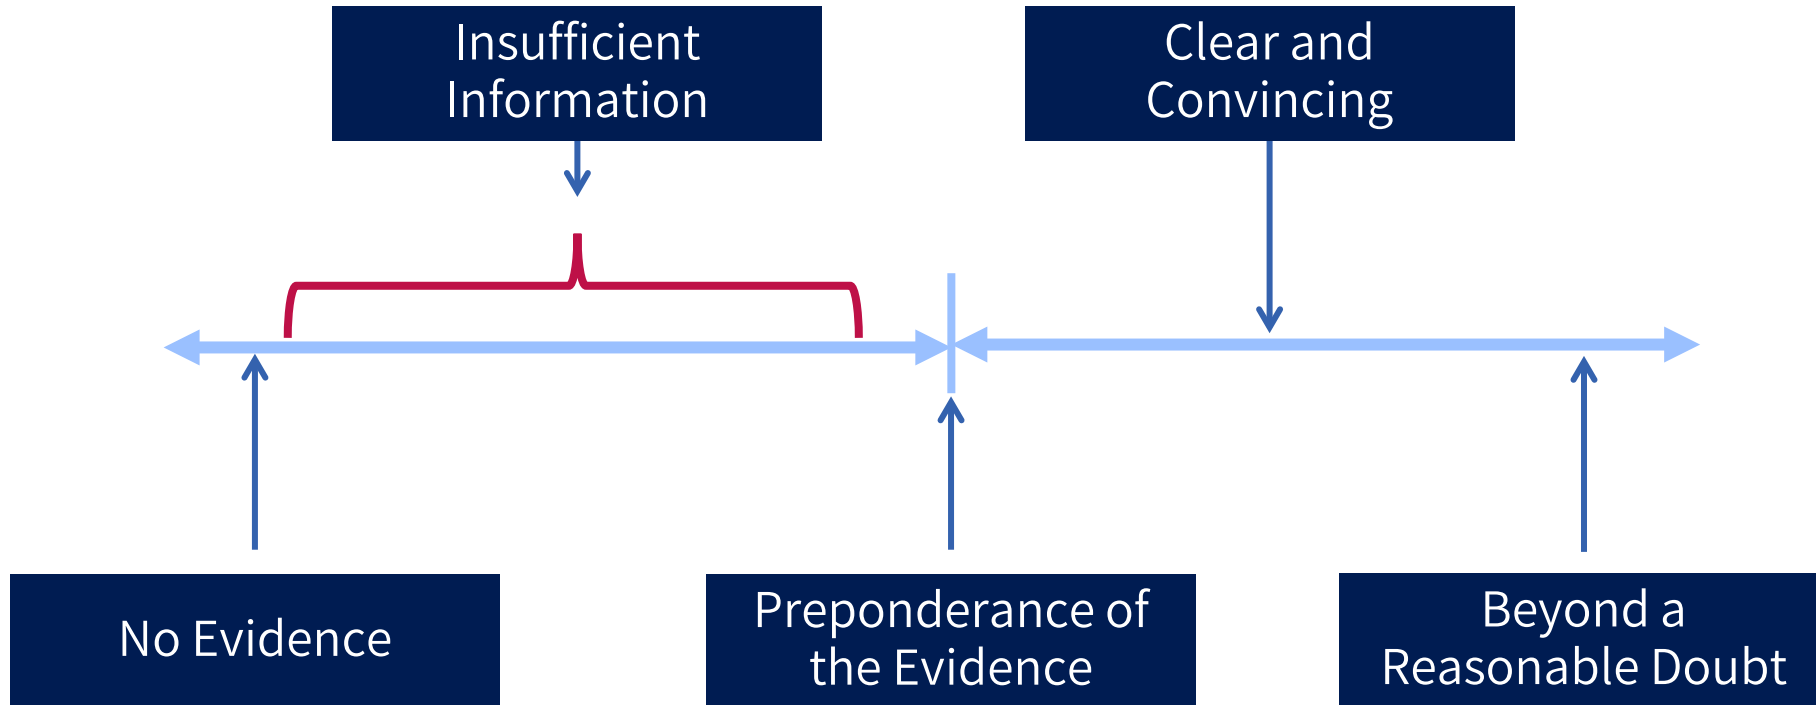 Insufficient
Information
Clear and
Convincing
No Evidence
Preponderance of
the Evidence
Beyond a
Reasonable Doubt